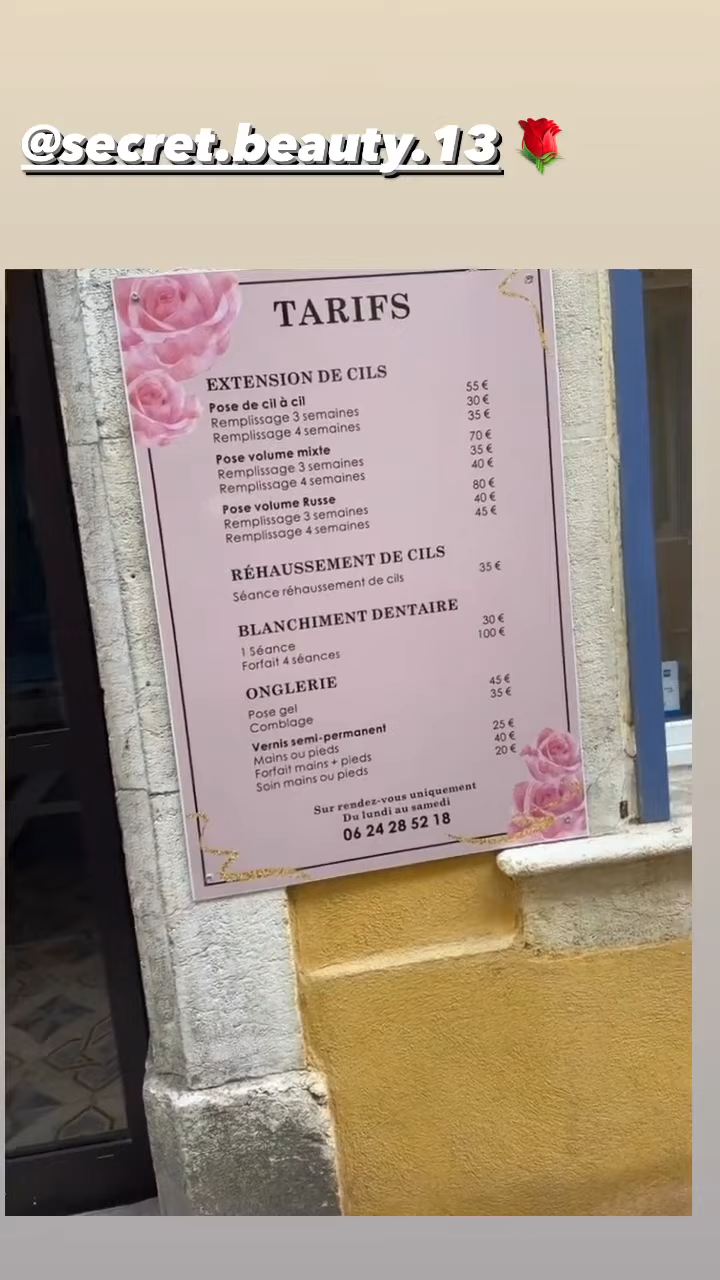 @secret.beauty.13
TARIFS
EXTENSION DE CILS
Pose de cil à cil 55 €
Remplissage 3 semaines 30 €
Remplissage 4 semaines 35 €
Pose volume mixte 70 €
Remplissage 3 semaines 35 €
Remplissage 4 semaines 40 €
Pose volume Russe 80 €
Remplissage 3 semaines 40 €
Remplissage 4 semaines 45 €
RÉHAUSSEMENT DE CILS
Séance réhaussement de cils 35 €
BLANCHIMENT DENTAIRE
1 Séance 30 €
Forfait 4 séances 100 €
ONGLERIE
Pose gel 45 €
Comblage 35 €
Vernis semi-permanent
Mains ou pieds 25 €
Forfait mains + pieds 40 €
Soin mains ou pieds 20 €
Sur rendez-vous uniquement
Du lundi au samedi
06 24 28 52 18